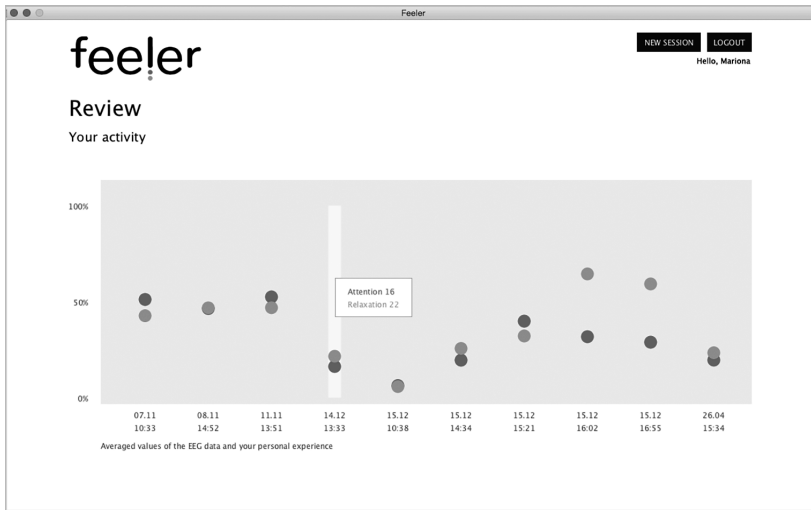 Feeler
feeler
NEW SESSION LOGOUT
Hello, Mariona
Review
Your activity
100%
Attention 16
Relaxation 22
50%
0%
07.11 08.11 11.11 14.12 15.12 15.12 15.12 15.12 15.12 26.04
10:33 14:52 13:51 13:33 10:38 14:34 15:21 16:02 16:55 15:34
Averaged values of the EEG data and your personal experience